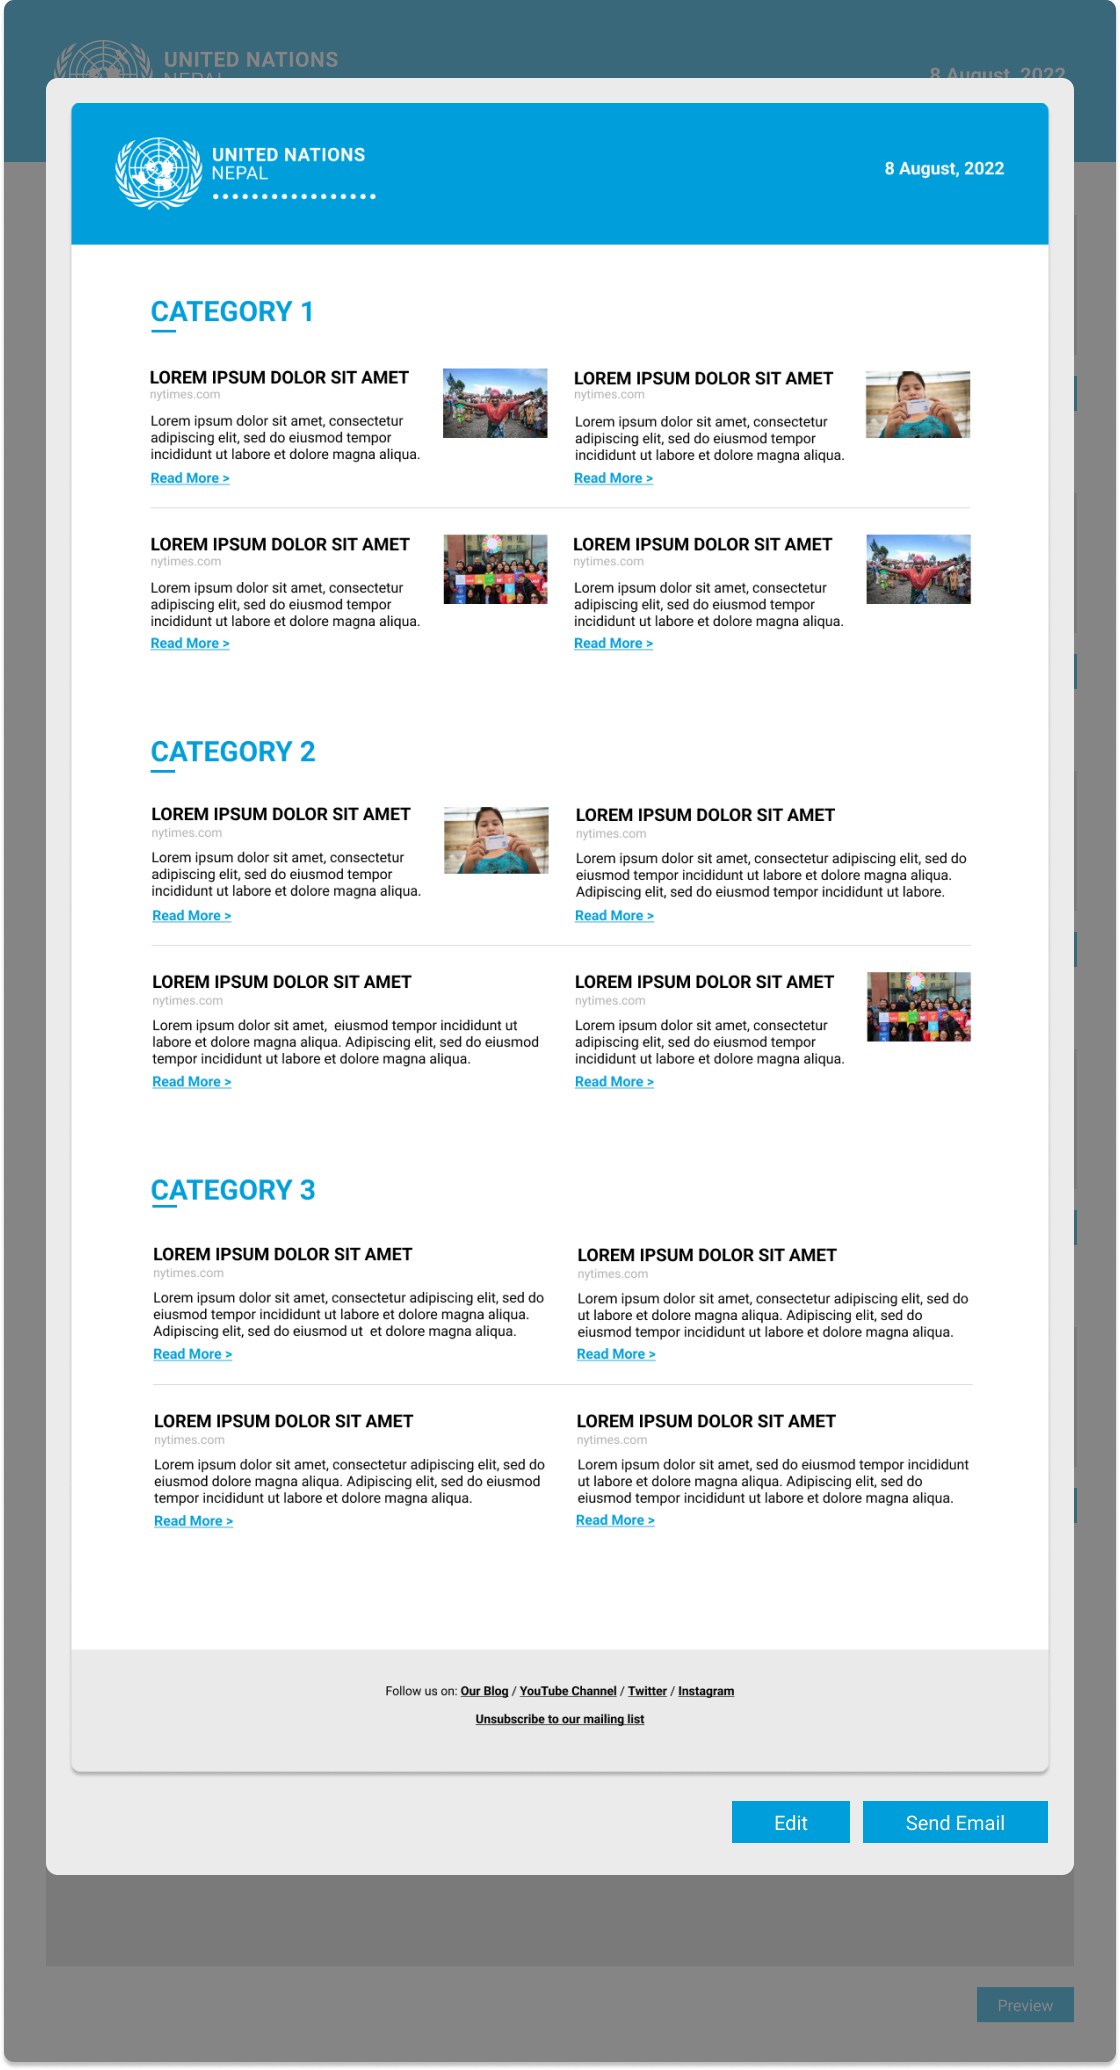 UNITED NATIONS
NEPAL
8 August, 2022
UNITED NATIONS
NEPAL
8 August, 2022
CATEGORY 1
LOREM IPSUM DOLOR SIT AMET
nytimes.com
Lorem ipsum dolor sit amet, consectetur
adipiscing elit, sed do eiusmod tempor
incididunt ut labore et dolore magna aliqua.
Read More >
LOREM IPSUM DOLOR SIT AMET
nytimes.com
Lorem ipsum dolor sit amet, consectetur
adipiscing elit, sed do eiusmod tempor
incididunt ut labore et dolore magna aliqua.
Read More >
LOREM IPSUM DOLOR SIT AMET
nytimes.com
Lorem ipsum dolor sit amet, consectetur
adipiscing elit, sed do eiusmod tempor
incididunt ut labore et dolore magna aliqua.
Read More >
LOREM IPSUM DOLOR SIT AMET
nytimes.com
Lorem ipsum dolor sit amet, consectetur
adipiscing elit, sed do eiusmod tempor
incididunt ut labore et dolore magna aliqua.
Read More >
CATEGORY 2
LOREM IPSUM DOLOR SIT AMET
nytimes.com
Lorem ipsum dolor sit amet, consectetur
adipiscing elit, sed do eiusmod tempor
incididunt ut labore et dolore magna aliqua.
Read More >
LOREM IPSUM DOLOR SIT AMET
nytimes.com
Lorem ipsum dolor sit amet, consectetur adipiscing elit, sed do
eiusmod tempor incididunt ut labore et dolore magna aliqua.
Adipiscing elit, sed do eiusmod tempor incididunt ut labore.
Read More >
LOREM IPSUM DOLOR SIT AMET
nytimes.com
Lorem ipsum dolor sit amet,  eiusmod tempor incididunt ut
labore et dolore magna aliqua. Adipiscing elit, sed do eiusmod
tempor incididunt ut labore et dolore magna aliqua.
Read More >
LOREM IPSUM DOLOR SIT AMET
nytimes.com
Lorem ipsum dolor sit amet, consectetur
adipiscing elit, sed do eiusmod tempor
incididunt ut labore et dolore magna aliqua.
Read More >
CATEGORY 3
LOREM IPSUM DOLOR SIT AMET
nytimes.com
Lorem ipsum dolor sit amet, consectetur adipiscing elit, sed do
eiusmod tempor incididunt ut labore et dolore magna aliqua.
Adipiscing elit, sed do eiusmod ut  et dolore magna aliqua.
Read More >
LOREM IPSUM DOLOR SIT AMET
nytimes.com
Lorem ipsum dolor sit amet, consectetur adipiscing elit, sed do
ut labore et dolore magna aliqua. Adipiscing elit, sed do
eiusmod tempor incididunt ut labore et dolore magna aliqua.
Read More >
LOREM IPSUM DOLOR SIT AMET
nytimes.com
Lorem ipsum dolor sit amet, consectetur adipiscing elit, sed do
eiusmod dolore magna aliqua. Adipiscing elit, sed do eiusmod
tempor incididunt ut labore et dolore magna aliqua.
Read More >
LOREM IPSUM DOLOR SIT AMET
nytimes.com
Lorem ipsum dolor sit amet, sed do eiusmod tempor incididunt
ut labore et dolore magna aliqua. Adipiscing elit, sed do
eiusmod tempor incididunt ut labore et dolore magna aliqua.
Read More >
Follow us on: Our Blog / YouTube Channel / Twitter / Instagram
Unsubscribe to our mailing list
Edit
Send Email
Preview